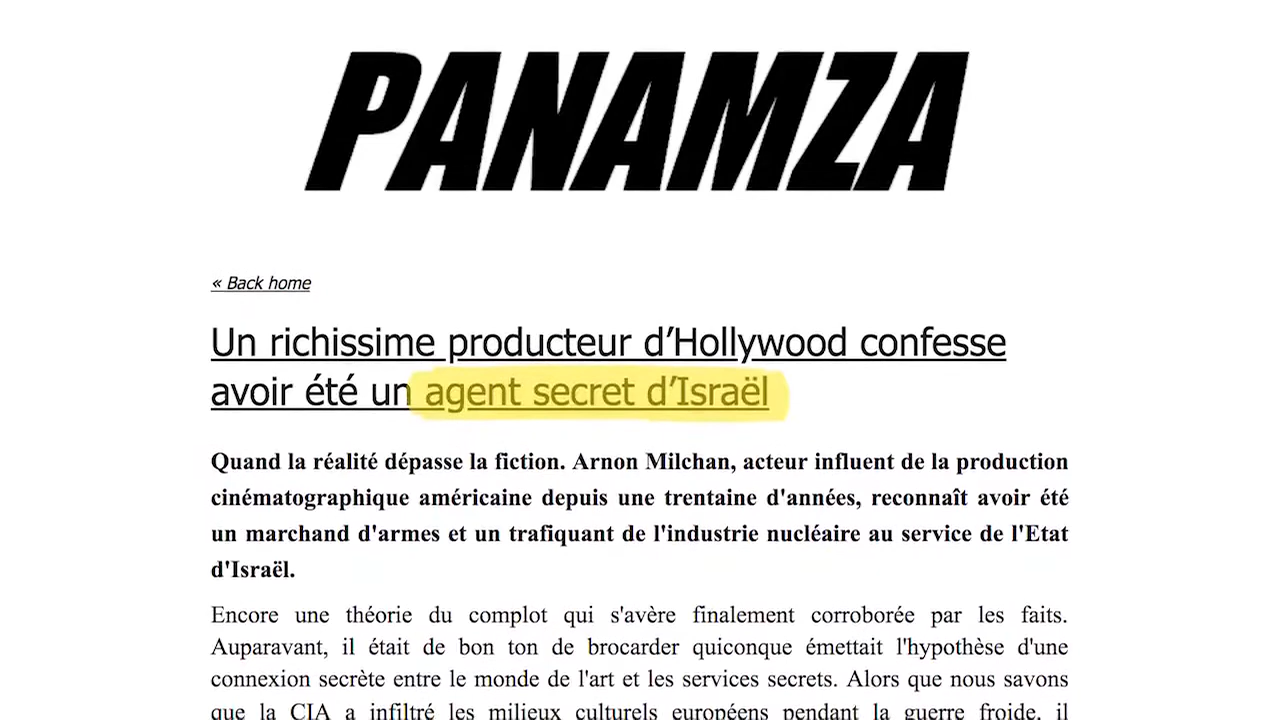 PANAMZA
« Back home
Un richissime producteur d’Hollywood confesse
avoir été un agent secret d’Israël
Quand la réalité dépasse la fiction. Arnon Milchan, acteur influent de la production
cinématographique américaine depuis une trentaine d'années, reconnaît avoir été
un marchand d'armes et un trafiquant de l'industrie nucléaire au service de l'Etat
d'Israël.
Encore une théorie du complot qui s'avère finalement corroborée par les faits.
Auparavant, il était de bon ton de brocarder quiconque émettait l'hypothèse d'une
connexion secrète entre le monde de l'art et les services secrets. Alors que nous savons
que la CIA a infiltré les milieux culturels européens pendant la guerre froide, il